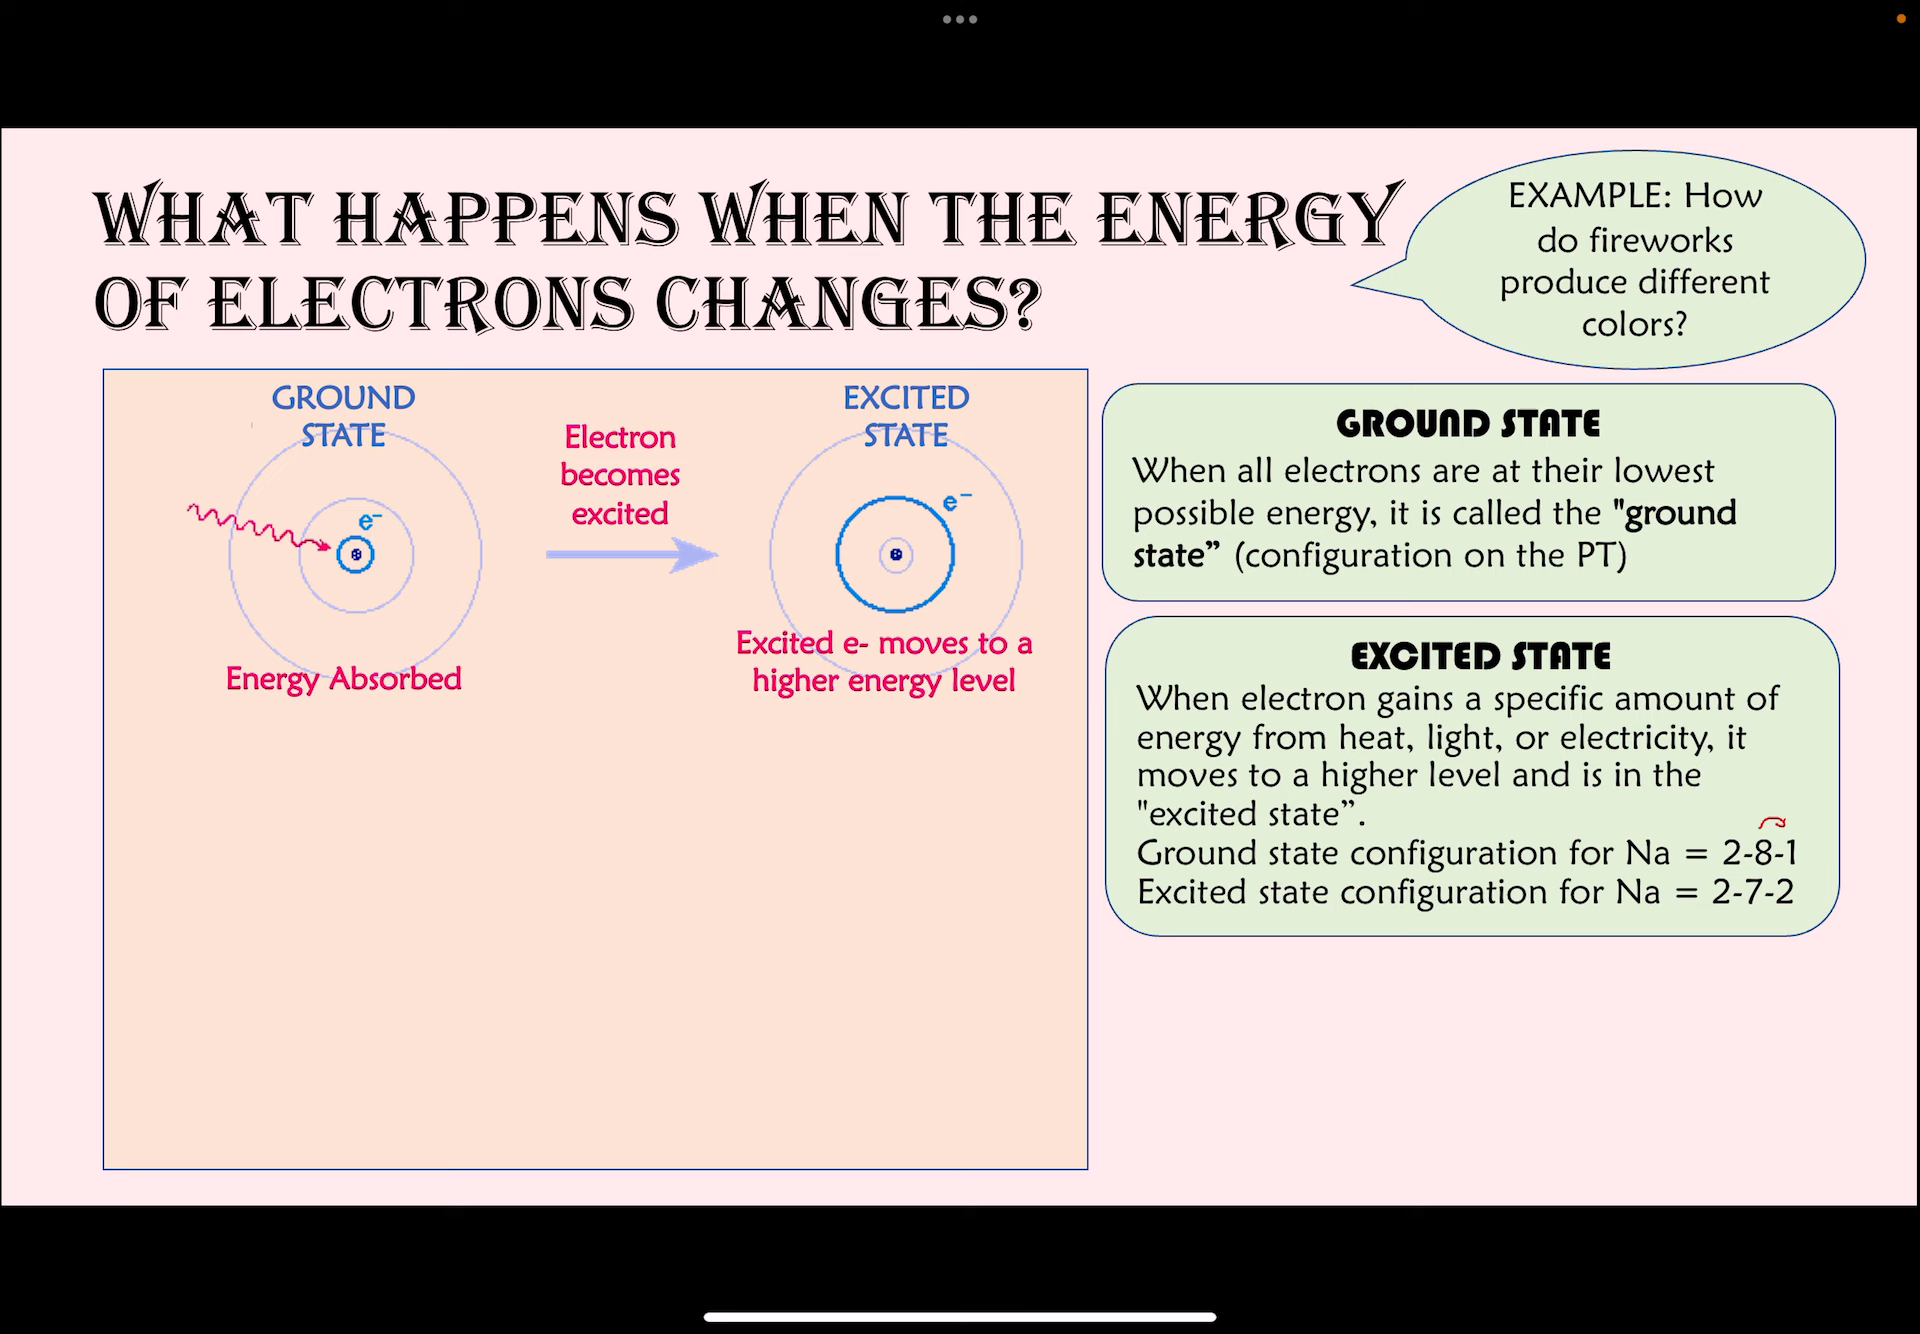 WHAT HAPPENS WHEN THE ENERGY
OF ELECTRONS CHANGES?
EXAMPLE: How
do fireworks
produce different
colors?
GROUND
STATE
e⁻
Energy Absorbed
Electron
becomes
excited
EXCITED
STATE
e⁻
Excited e- moves to a
higher energy level
GROUND STATE
When all electrons are at their lowest
possible energy, it is called the "ground
state” (configuration on the PT)
EXCITED STATE
When electron gains a specific amount of
energy from heat, light, or electricity, it
moves to a higher level and is in the
"excited state”.
Ground state configuration for Na = 2-8-1
Excited state configuration for Na = 2-7-2